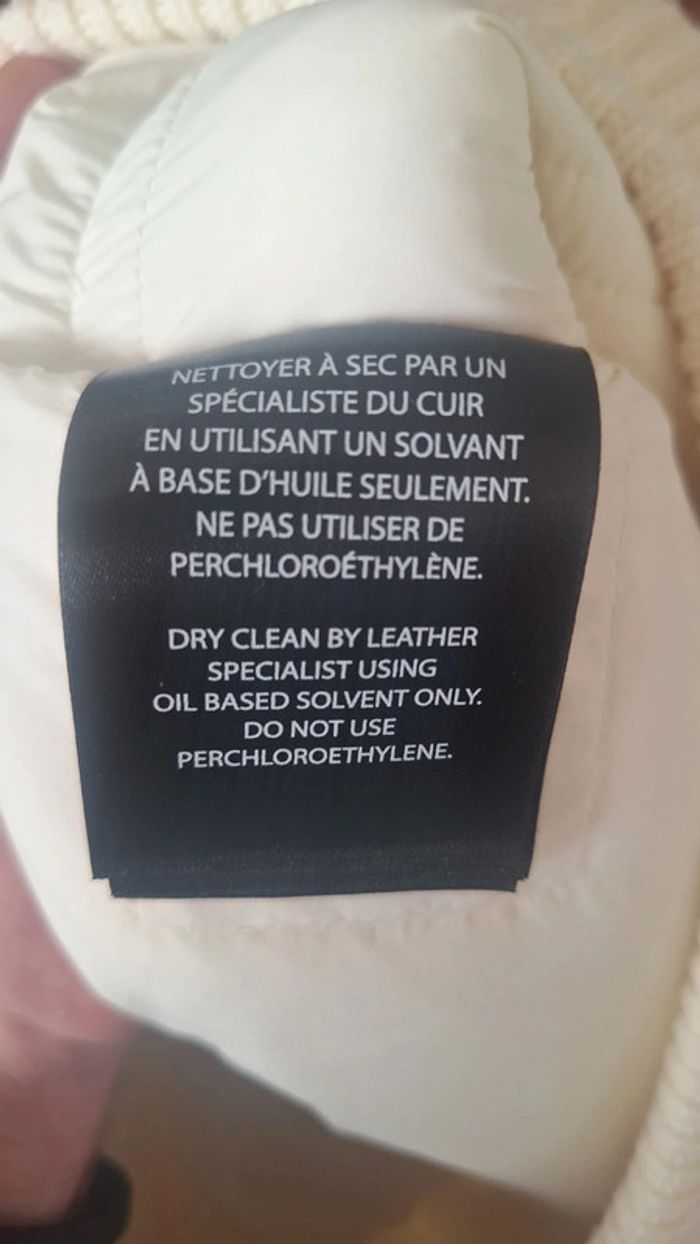 NETTOYER À SEC PAR UN
SPÉCIALISTE DU CUIR
EN UTILISANT UN SOLVANT
À BASE D'HUILE SEULEMENT.
NE PAS UTILISER DE
PERCHLOROÉTHYLÈNE.
DRY CLEAN BY LEATHER
SPECIALIST USING
OIL BASED SOLVENT ONLY.
DO NOT USE
PERCHLOROETHYLENE.